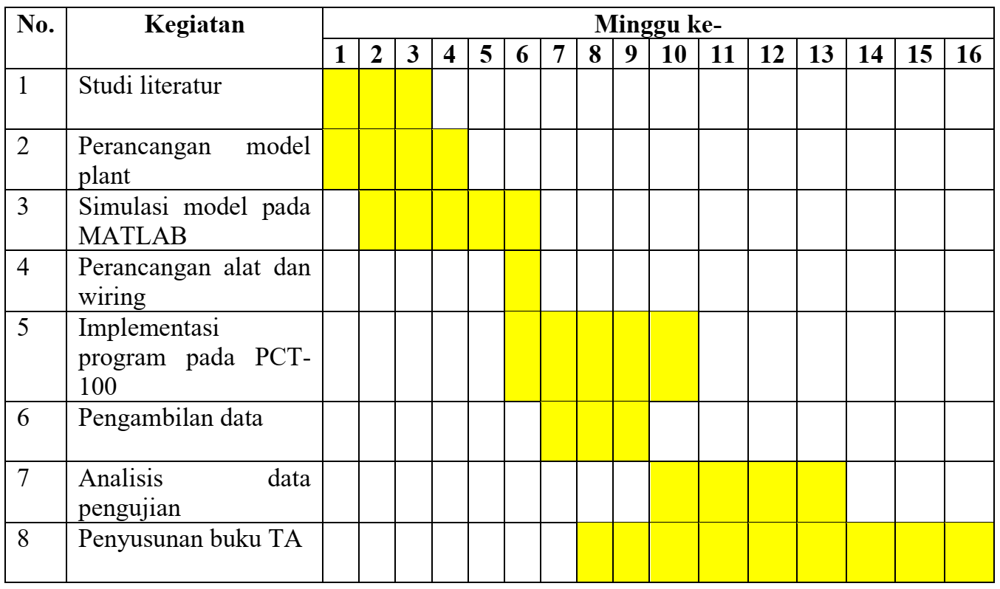 No. Kegiatan Minggu ke-
1 2 3 4 5 6 7 8 9 10 11 12 13 14 15 16
1 Studi literatur
2 Perancangan model
plant
3 Simulasi model pada
MATLAB
4 Perancangan alat dan
wiring
5 Implementasi
program pada PCT-
100
6 Pengambilan data
7 Analisis data
pengujian
8 Penyusunan buku TA